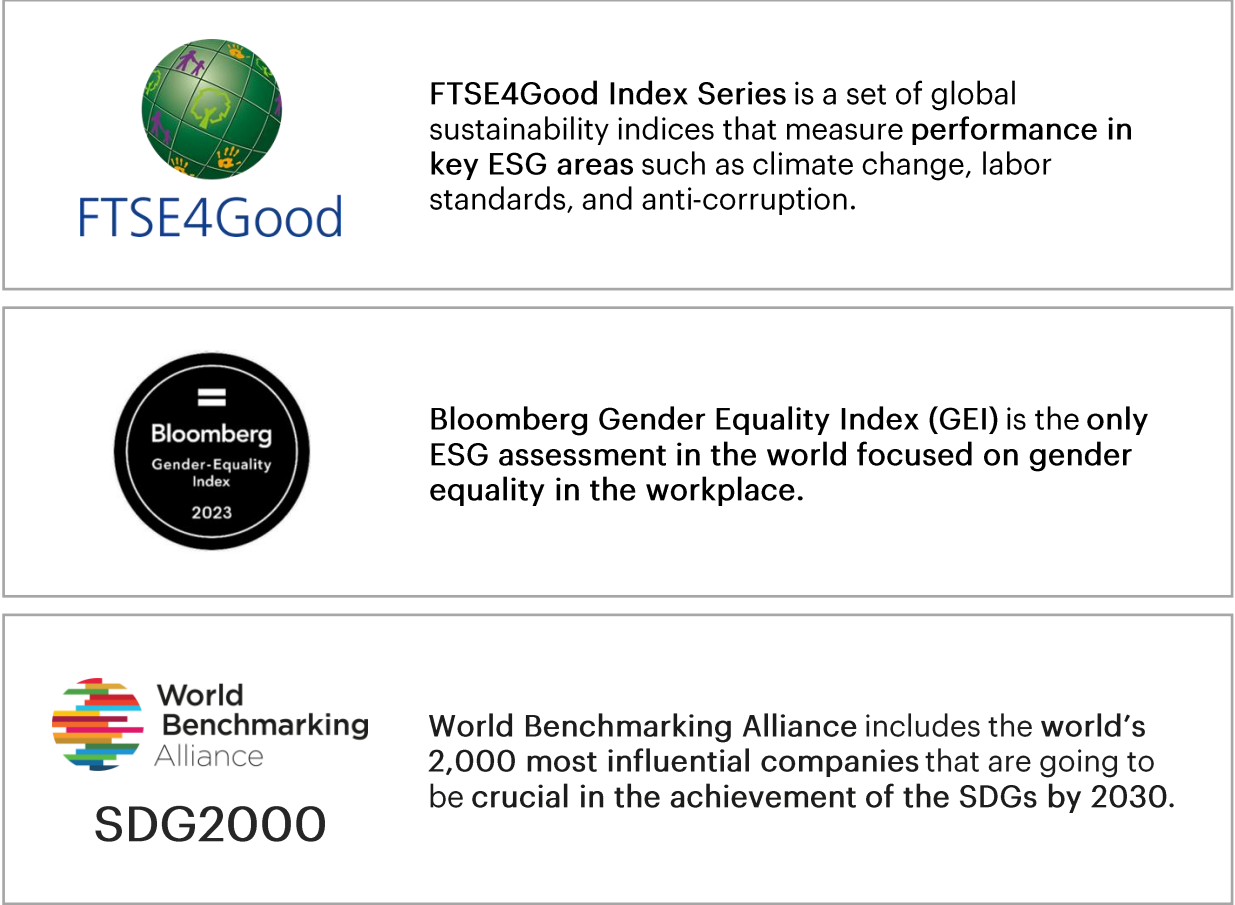 FTSE4Good
FTSE4Good Index Series is a set of global
sustainability indices that measure performance in
key ESG areas such as climate change, labor
standards, and anti-corruption.
Bloomberg
Gender-Equality
Index
2023
Bloomberg Gender Equality Index (GEI) is the only
ESG assessment in the world focused on gender
equality in the workplace.
World
Benchmarking
Alliance
SDG2000
World Benchmarking Alliance includes the world’s
2,000 most influential companies that are going to
be crucial in the achievement of the SDGs by 2030.